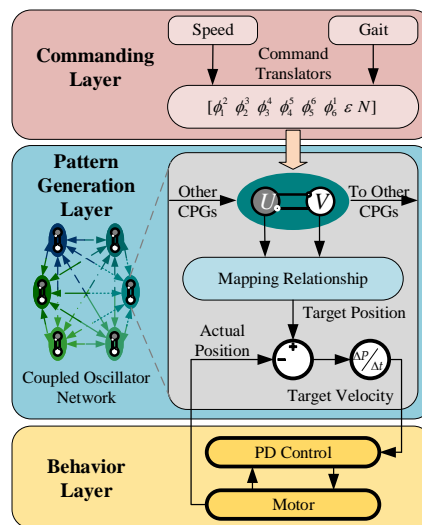 Commanding
Layer
Speed
Gait
Command
Translators
[ϕ₁² ϕ₂³ ϕ₃⁴ ϕ₄⁵ ϕ₅⁶ ϕ₆¹ ε N]
Pattern
Generation
Layer
Other
CPGs
U
V
To Other
CPGs
Mapping Relationship
Target Position
Actual
Position
+
-
ΔP/Δt
Target Velocity
Coupled Oscillator
Network
Behavior
Layer
PD Control
Motor